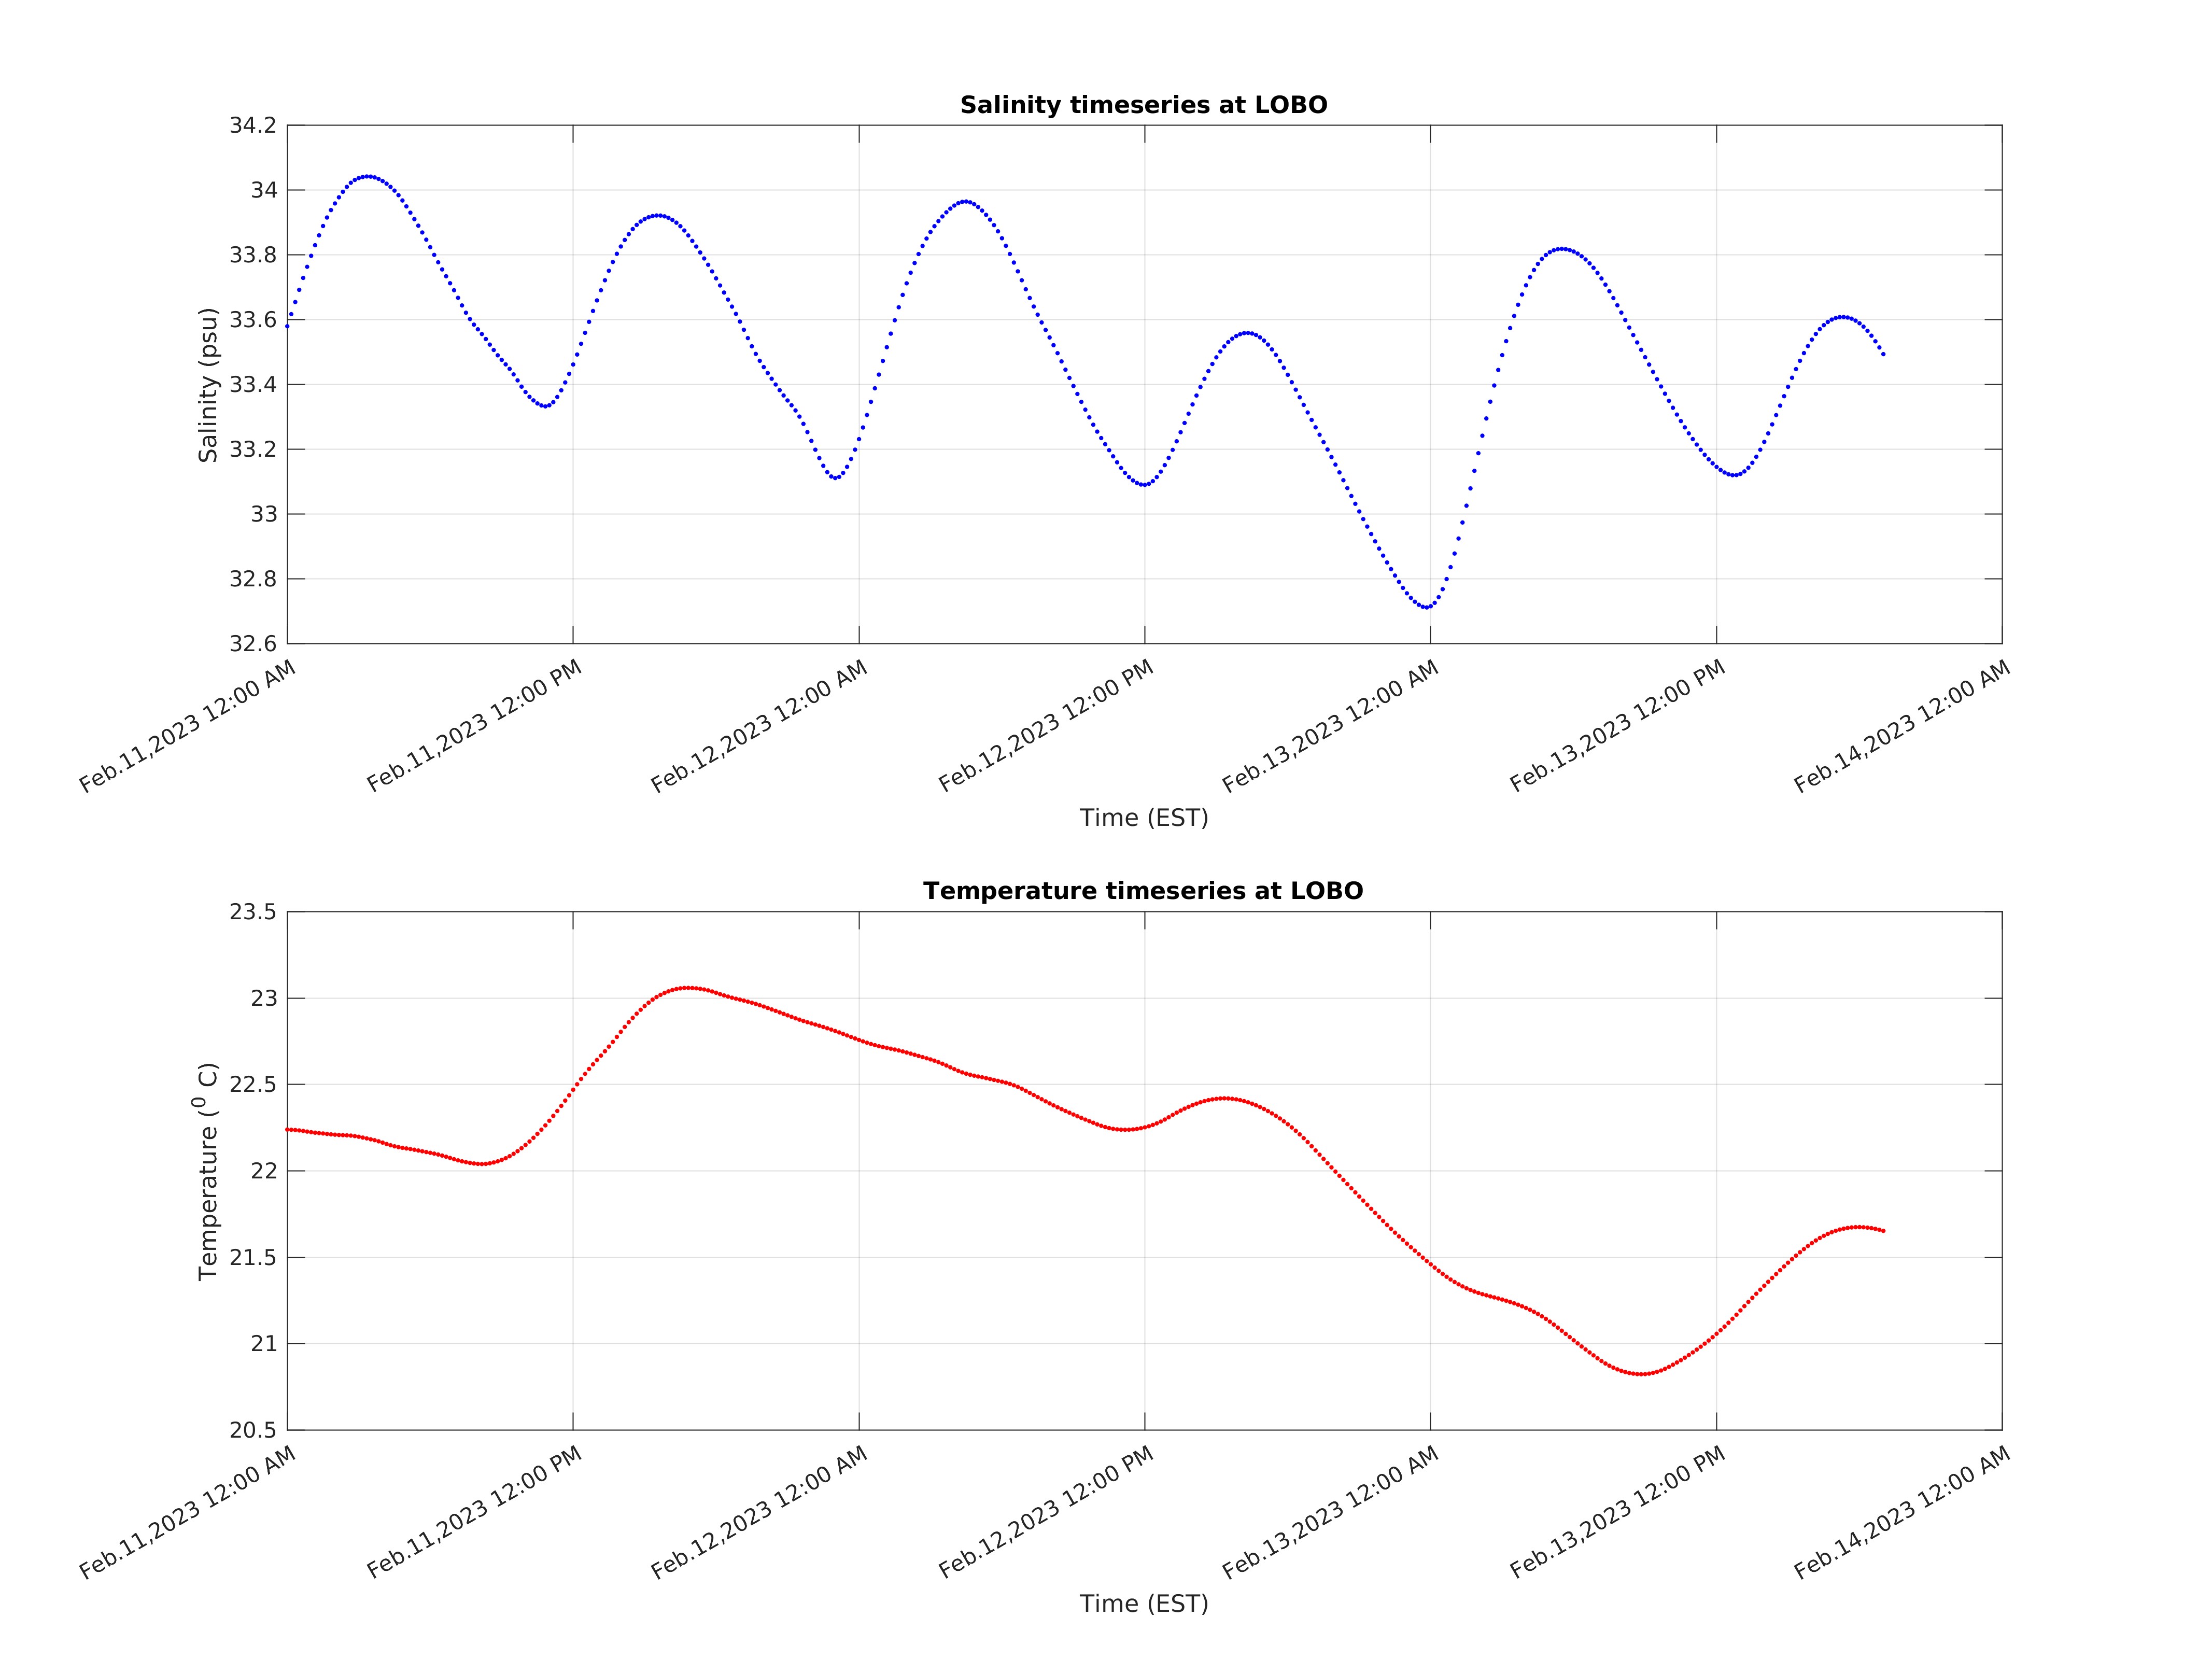 Salinity timeseries at LOBO
Salinity (psu)
34.2
34
33.8
33.6
33.4
33.2
33
32.8
32.6
Feb.11,2023 12:00 AM
Feb.11,2023 12:00 PM
Feb.12,2023 12:00 AM
Feb.12,2023 12:00 PM
Feb.13,2023 12:00 AM
Feb.13,2023 12:00 PM
Feb.14,2023 12:00 AM
Time (EST)
Temperature timeseries at LOBO
Temperature (⁰ C)
23.5
23
22.5
22
21.5
21
20.5
Feb.11,2023 12:00 AM
Feb.11,2023 12:00 PM
Feb.12,2023 12:00 AM
Feb.12,2023 12:00 PM
Feb.13,2023 12:00 AM
Feb.13,2023 12:00 PM
Feb.14,2023 12:00 AM
Time (EST)